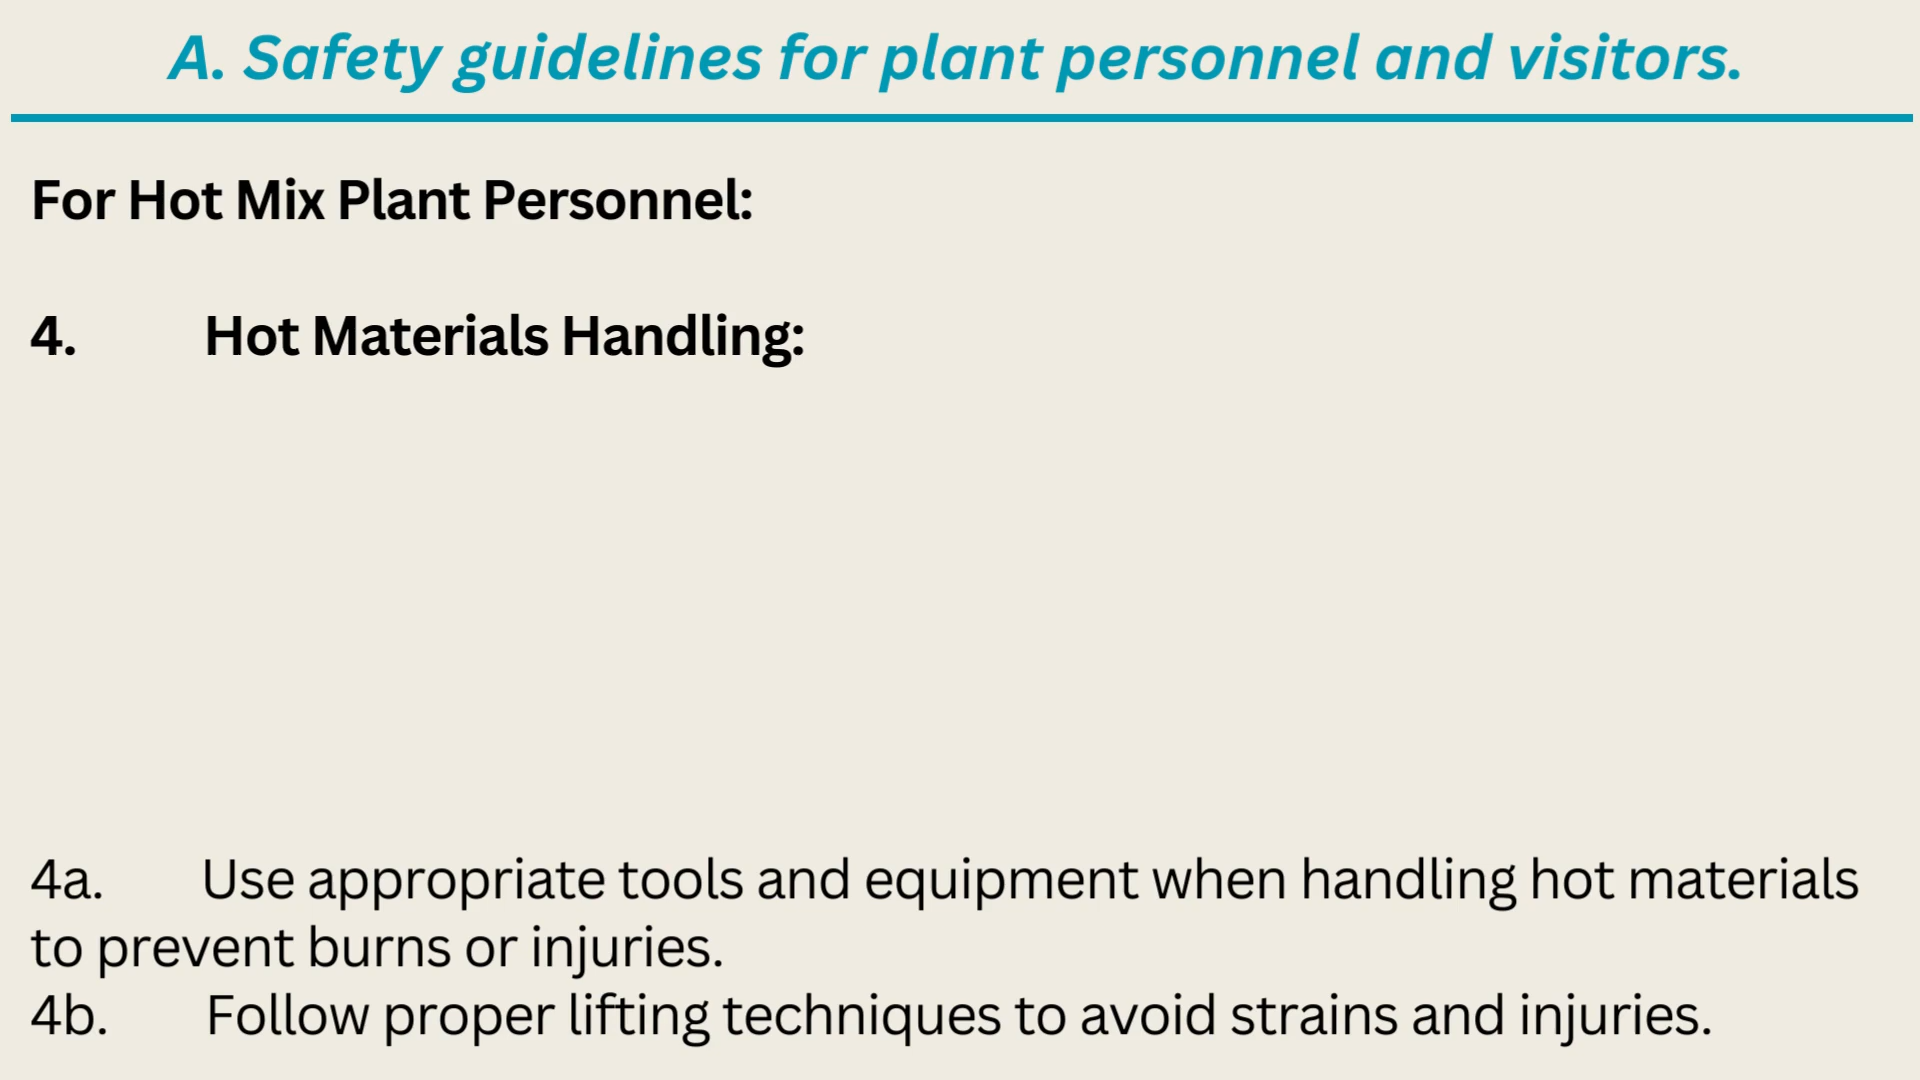 A. Safety guidelines for plant personnel and visitors.
For Hot Mix Plant Personnel:
4. Hot Materials Handling:
4a. Use appropriate tools and equipment when handling hot materials
to prevent burns or injuries.
4b. Follow proper lifting techniques to avoid strains and injuries.